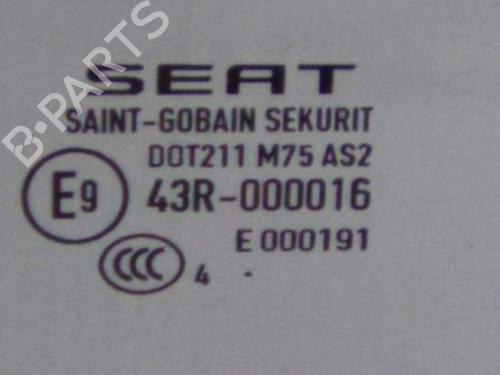 SEAT
SAINT-GOBAIN SEKURIT
DOT211 M75 AS2
E9 43R-000016
E 000191
CCC 4 .
B-PARTS